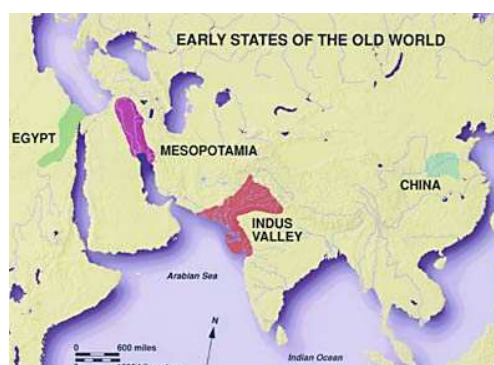 EARLY STATES OF THE OLD WORLD
EGYPT
MESOPOTAMIA
CHINA
INDUS
VALLEY
Arabian Sea
N
0 600 miles
Indian Ocean